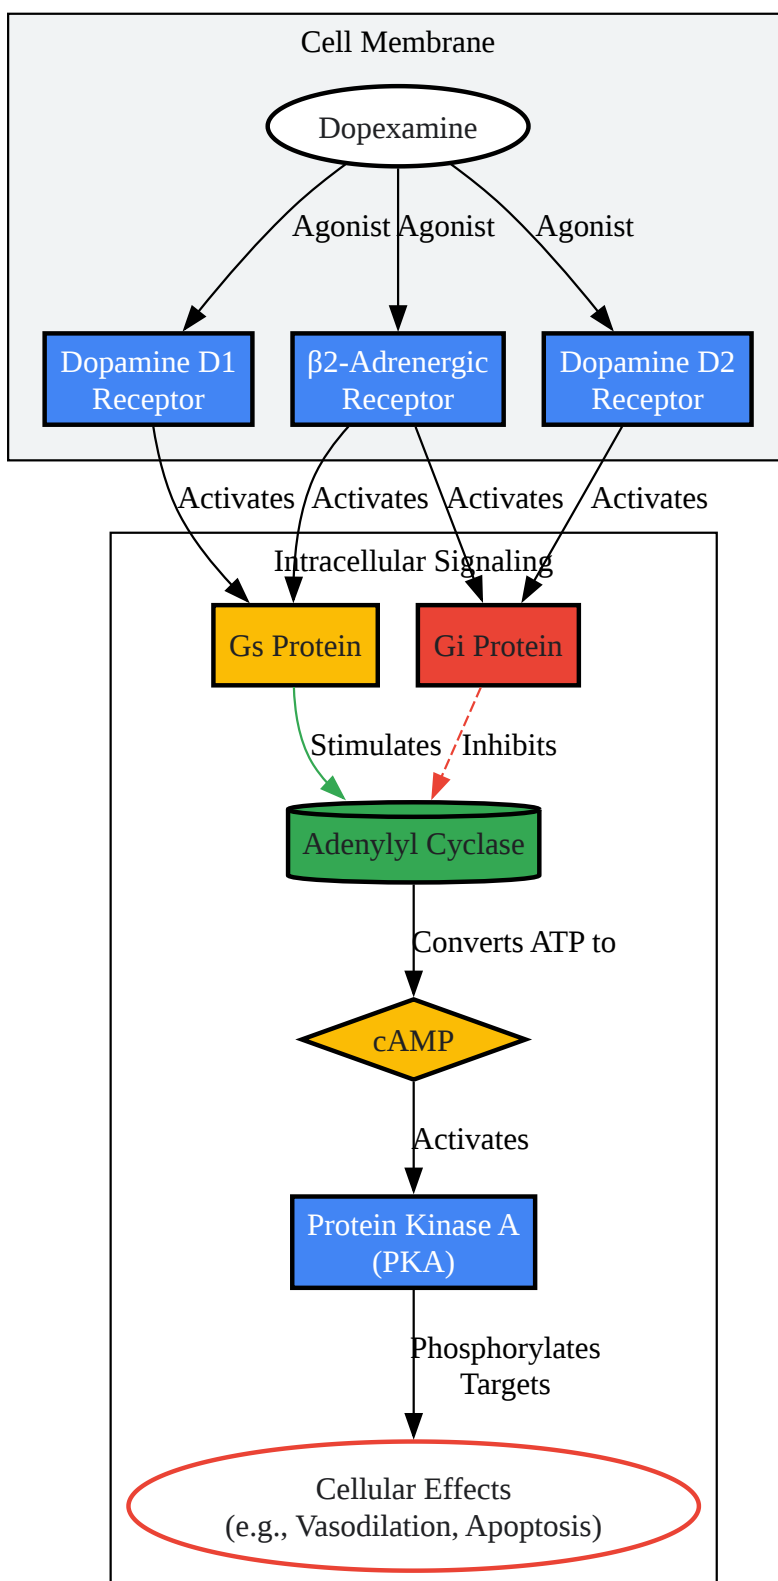 Cell Membrane
Dopexamine
Agonist
Agonist
Agonist
Dopamine D1
Receptor
β2-Adrenergic
Receptor
Dopamine D2
Receptor
Activates
Activates
Activates
Activates
Intracellular Signaling
Gs Protein
Gi Protein
Stimulates
Inhibits
Adenylyl Cyclase
Converts ATP to
cAMP
Activates
Protein Kinase A
(PKA)
Phosphorylates
Targets
Cellular Effects
(e.g., Vasodilation, Apoptosis)